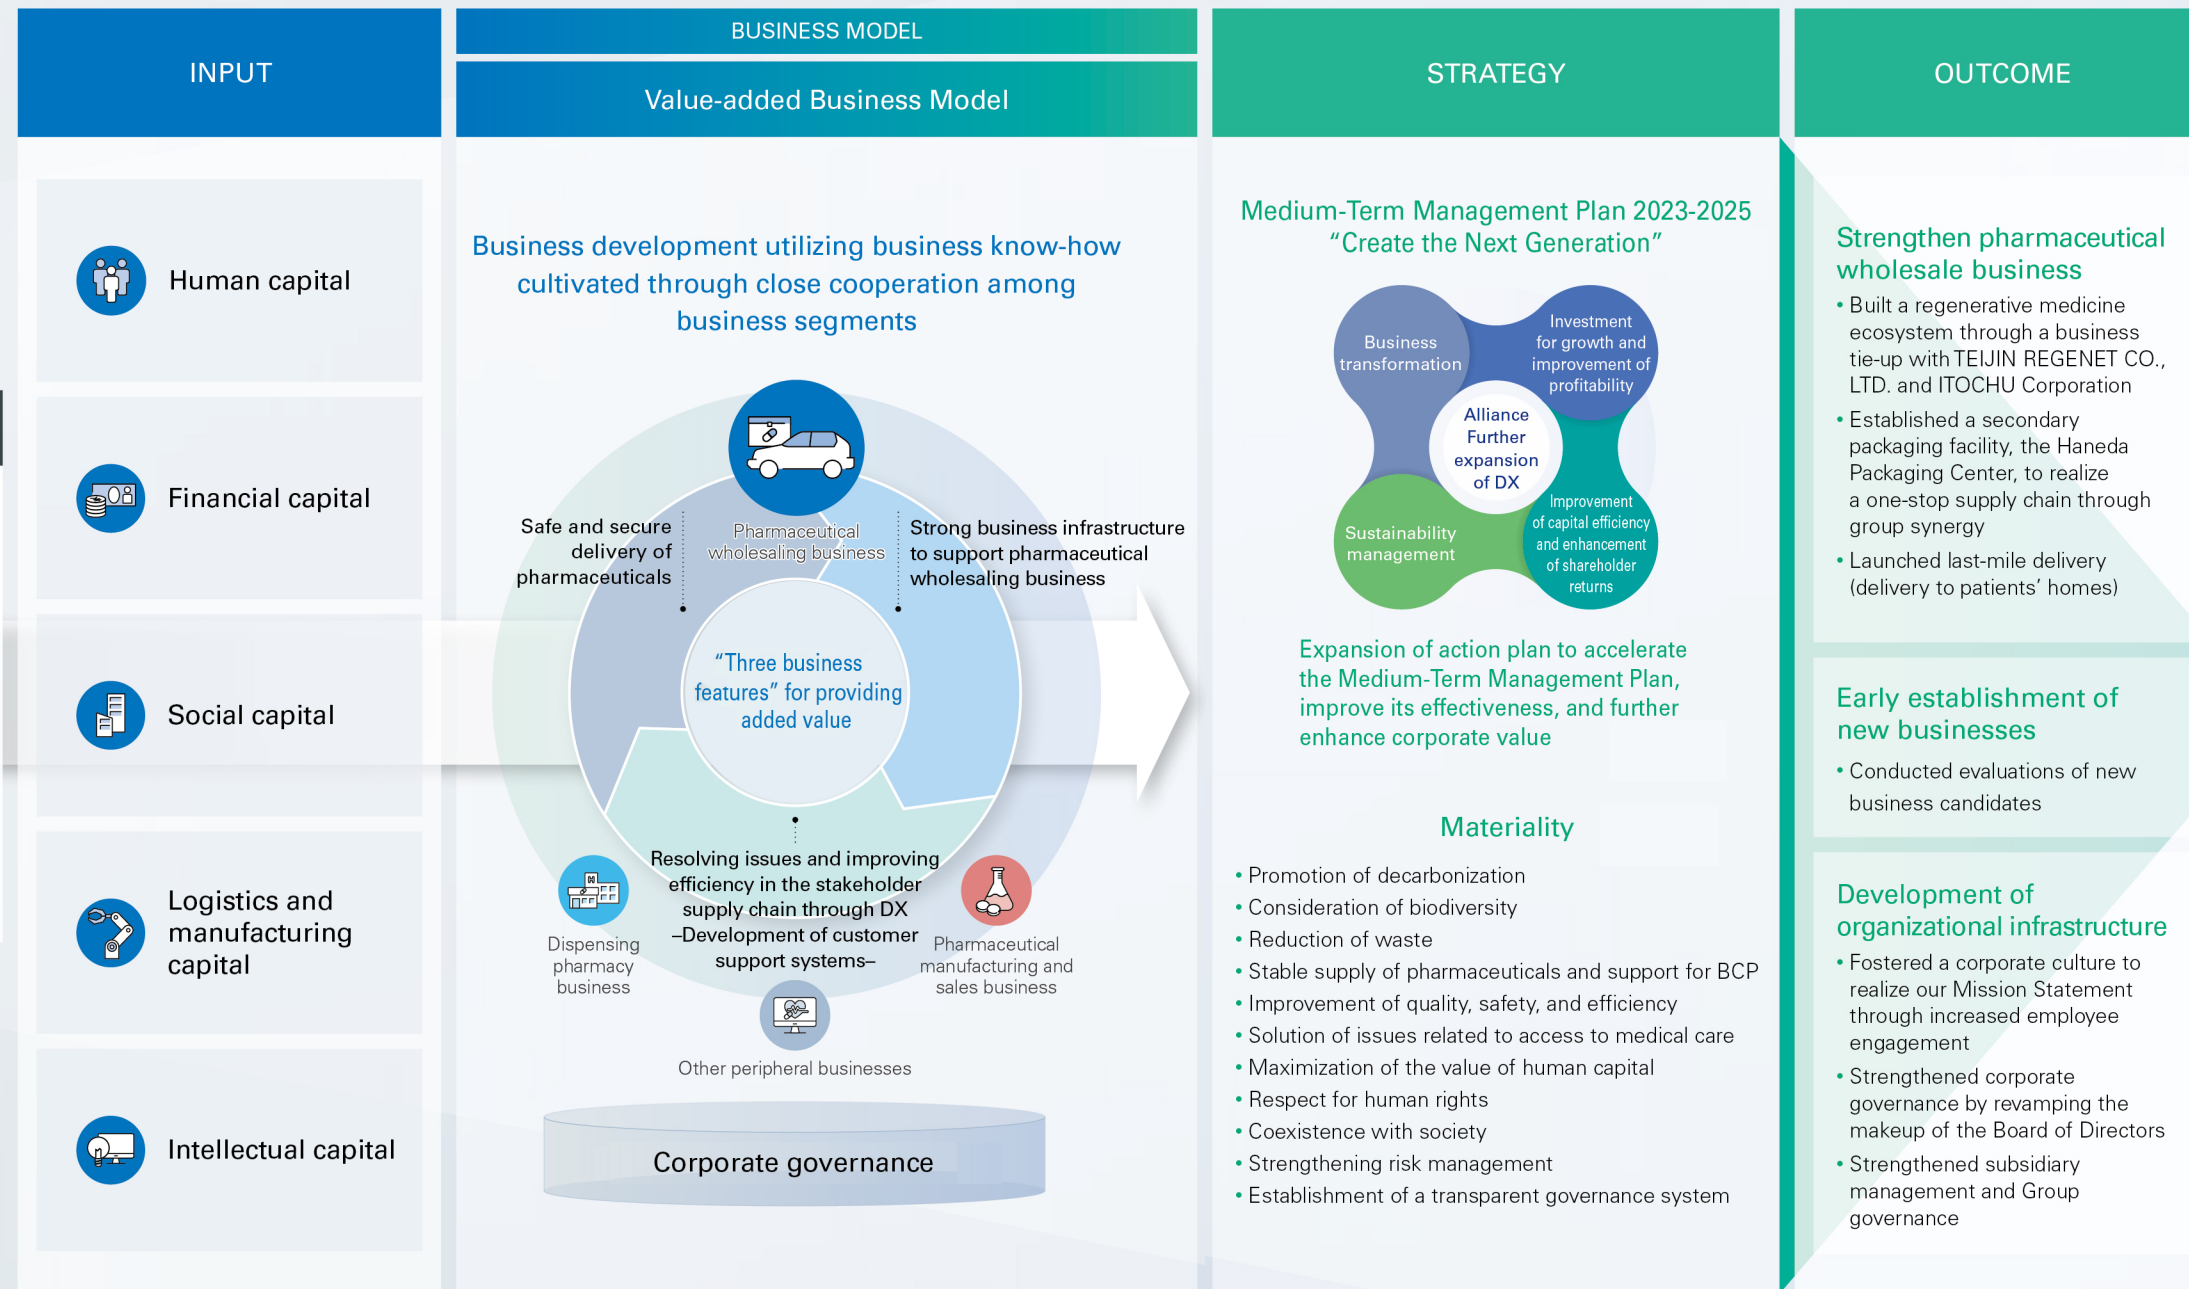 INPUT
Human capital
Financial capital
Social capital
Logistics and
manufacturing
capital
Intellectual capital
BUSINESS MODEL
Value-added Business Model
Business development utilizing business know-how
cultivated through close cooperation among
business segments
Safe and secure
delivery of
pharmaceuticals
Pharmaceutical
wholesaling business
Strong business infrastructure
to support pharmaceutical
wholesaling business
“Three business
features” for providing
added value
Resolving issues and improving
efficiency in the stakeholder
supply chain through DX
–Development of customer
support systems–
Dispensing
pharmacy
business
Pharmaceutical
manufacturing and
sales business
Other peripheral businesses
Corporate governance
STRATEGY
Medium-Term Management Plan 2023-2025
“Create the Next Generation”
Business
transformation
Investment
for growth and
improvement of
profitability
Alliance
Further
expansion
of DX
Sustainability
management
Improvement
of capital efficiency
and enhancement
of shareholder
returns
Expansion of action plan to accelerate
the Medium-Term Management Plan,
improve its effectiveness, and further
enhance corporate value
Materiality
• Promotion of decarbonization
• Consideration of biodiversity
• Reduction of waste
• Stable supply of pharmaceuticals and support for BCP
• Improvement of quality, safety, and efficiency
• Solution of issues related to access to medical care
• Maximization of the value of human capital
• Respect for human rights
• Coexistence with society
• Strengthening risk management
• Establishment of a transparent governance system
OUTCOME
Strengthen pharmaceutical
wholesale business
• Built a regenerative medicine
ecosystem through a business
tie-up with TEIJIN REGENET CO.,
LTD. and ITOCHU Corporation
• Established a secondary
packaging facility, the Haneda
Packaging Center, to realize
a one-stop supply chain through
group synergy
• Launched last-mile delivery
(delivery to patients’ homes)
Early establishment of
new businesses
• Conducted evaluations of new
business candidates
Development of
organizational infrastructure
• Fostered a corporate culture to
realize our Mission Statement
through increased employee
engagement
• Strengthened corporate
governance by revamping the
makeup of the Board of Directors
• Strengthened subsidiary
management and Group
governance